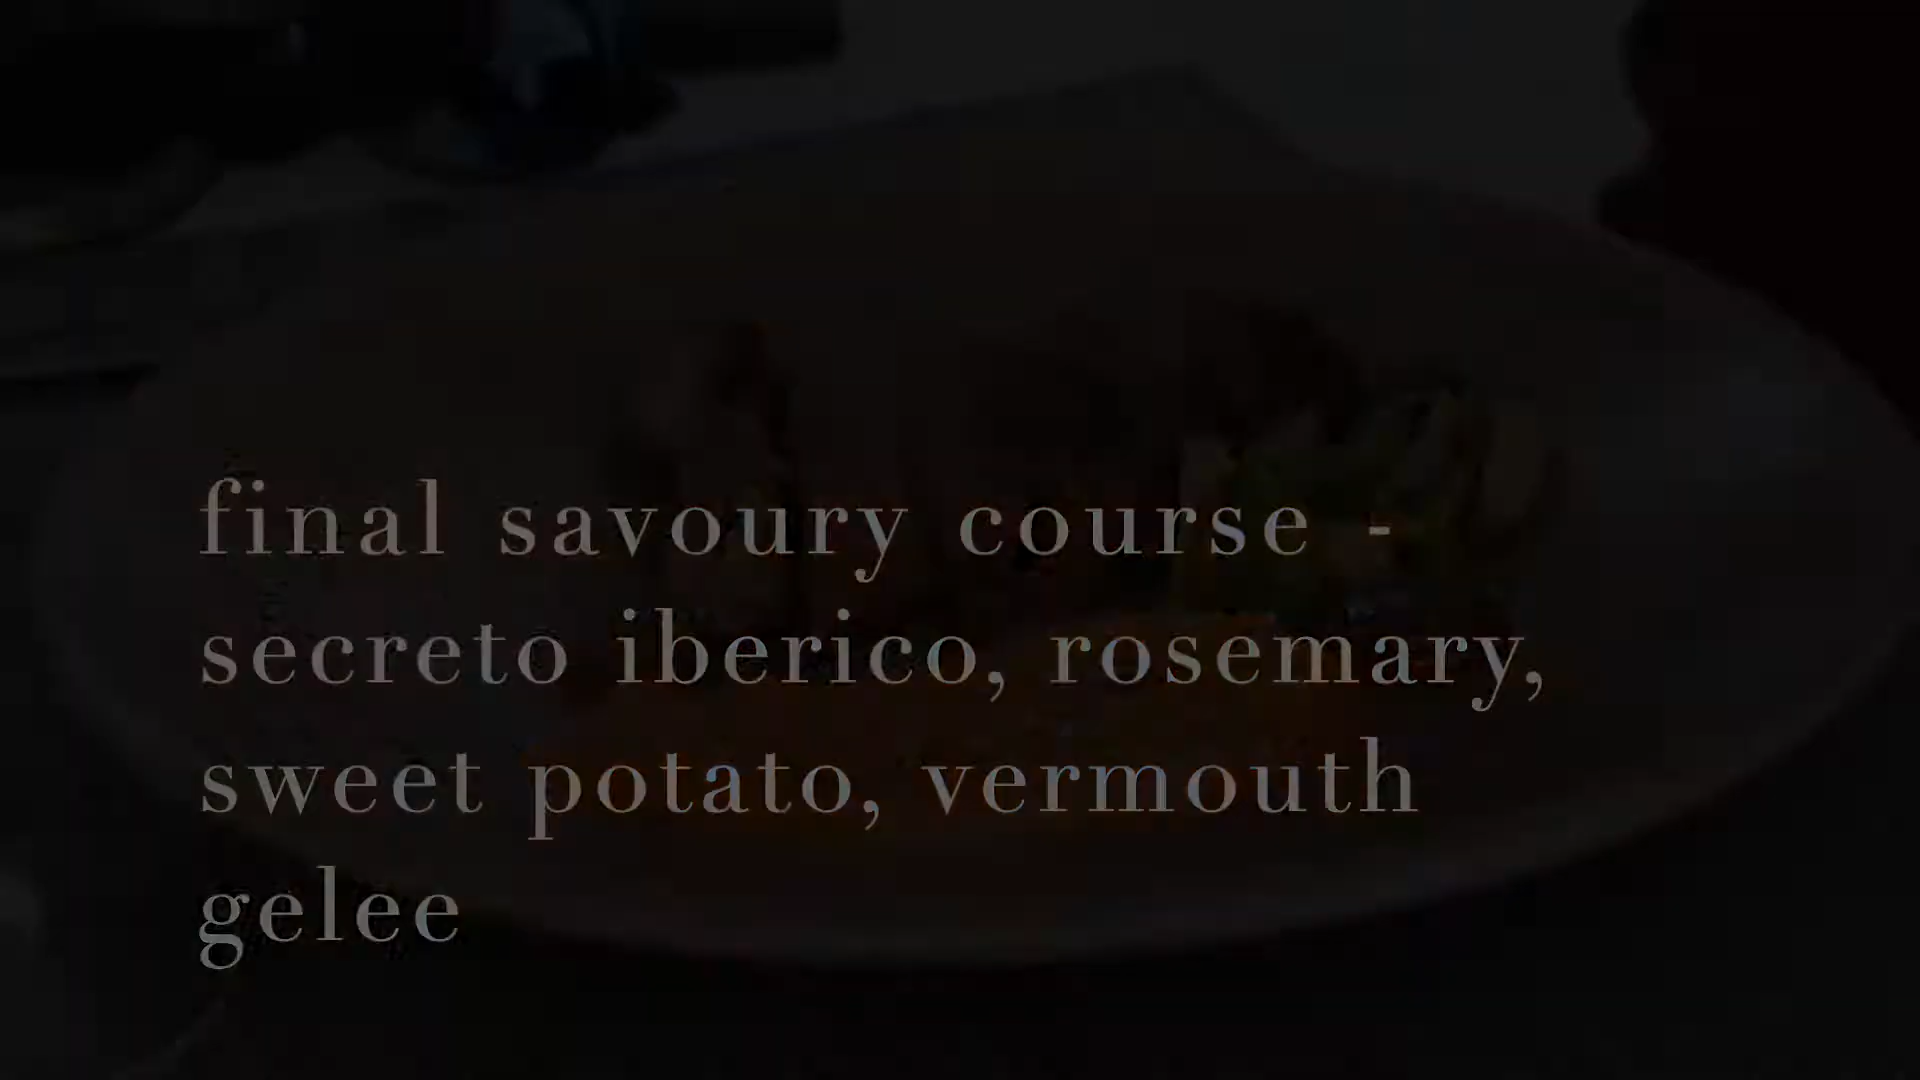 final savoury course -
secreto iberico, rosemary,
sweet potato, vermouth
gelee